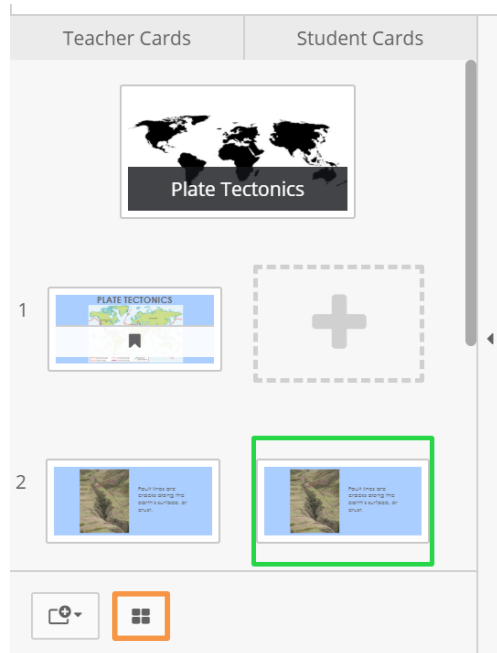 Teacher Cards Student Cards
Plate Tectonics
1
PLATE TECTONICS
2
Fault lines are
cracks along the
earth's surface, or
crust.
Fault lines are
cracks along the
earth's surface, or
crust.